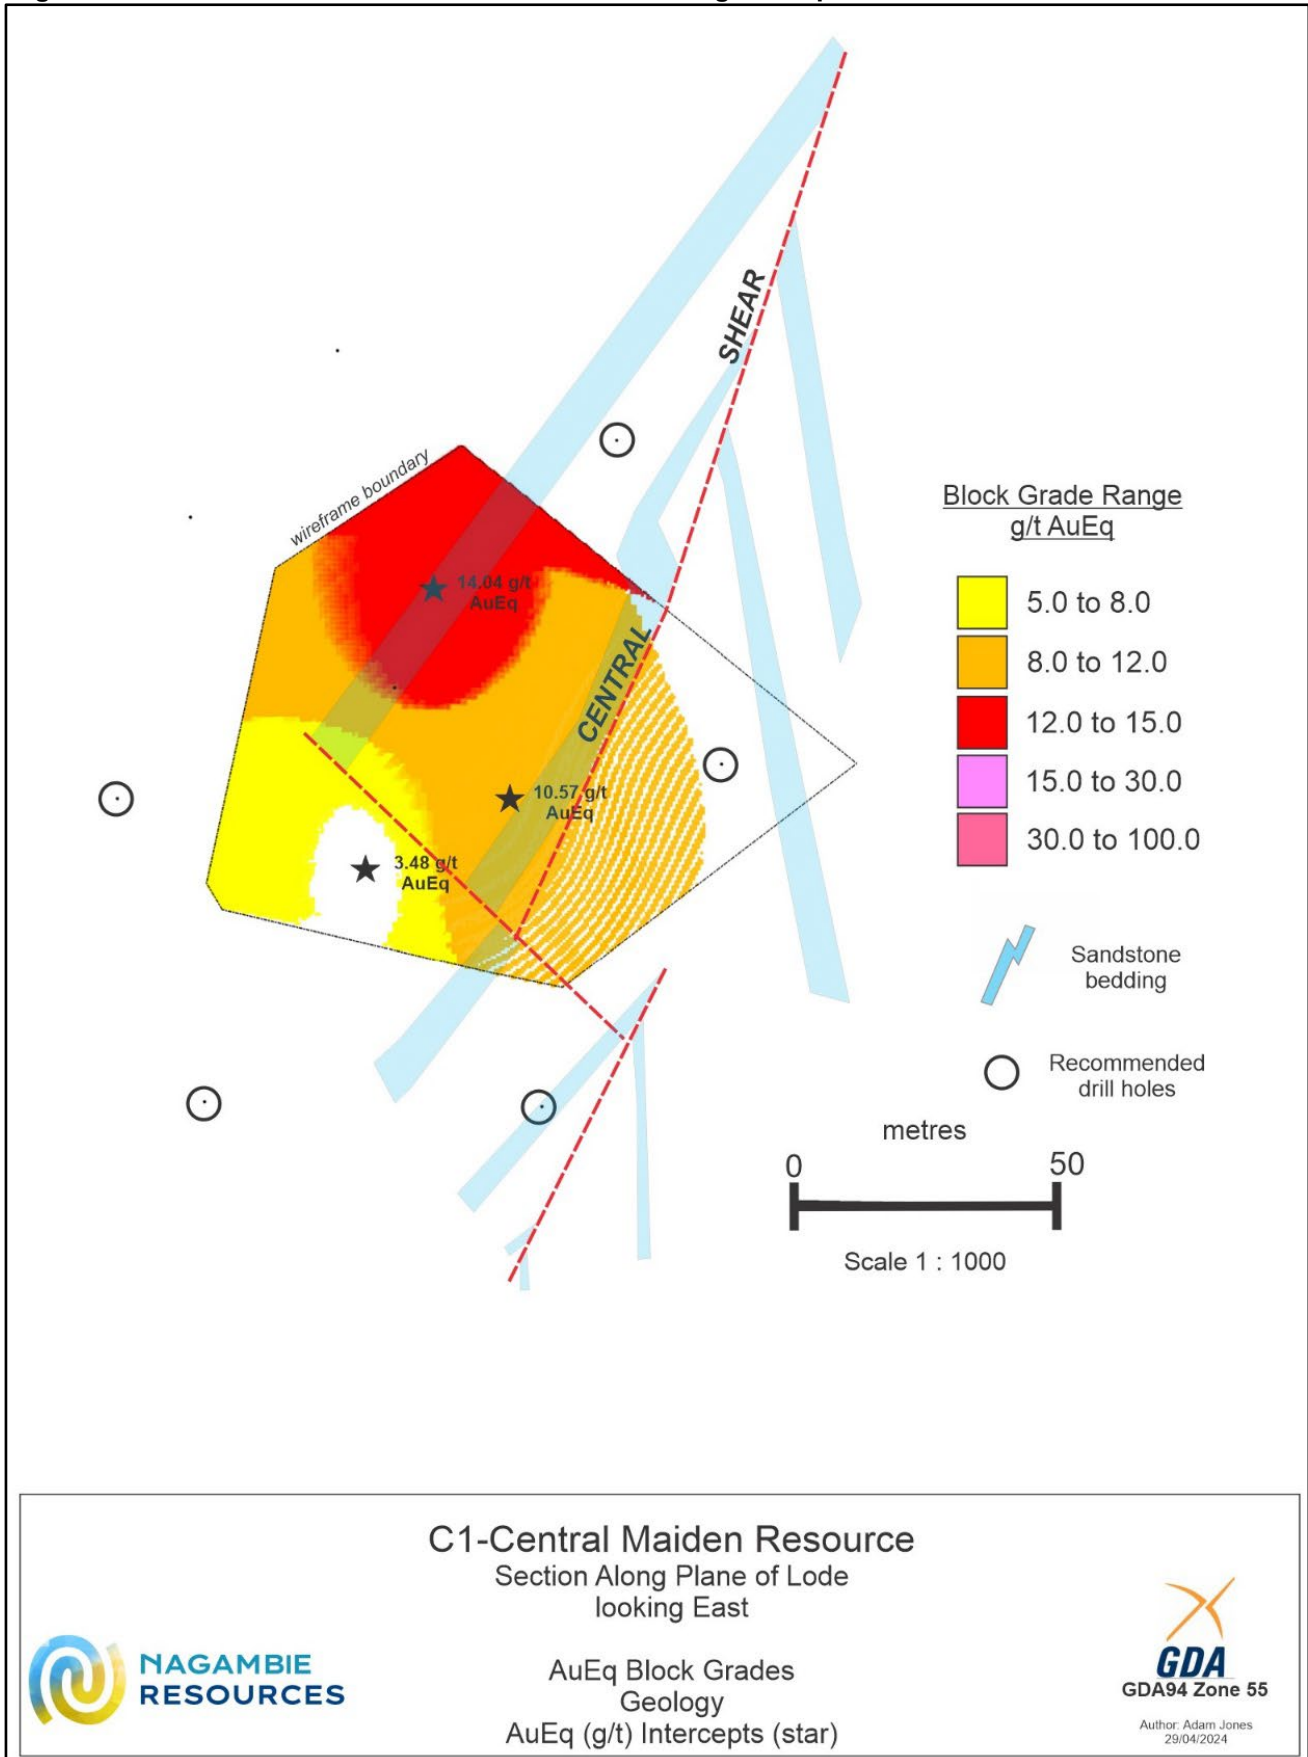 SHEAR
wireframe boundary
14.04 g/t
AuEq
CENTRAL
10.57 g/t
AuEq
3.48 g/t
AuEq
Block Grade Range
g/t AuEq
5.0 to 8.0
8.0 to 12.0
12.0 to 15.0
15.0 to 30.0
30.0 to 100.0
Sandstone
bedding
Recommended
drill holes
metres
0 50
Scale 1 : 1000
C1-Central Maiden Resource
Section Along Plane of Lode
looking East
AuEq Block Grades
Geology
AuEq (g/t) Intercepts (star)
NAGAMBIE
RESOURCES
GDA
GDA94 Zone 55
Author: Adam Jones
29/04/2024